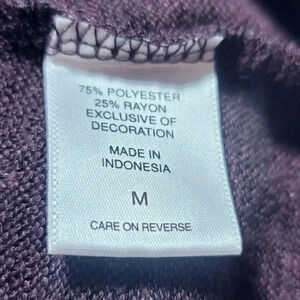 75% POLYESTER
25% RAYON
EXCLUSIVE OF
DECORATION
MADE IN
INDONESIA
M
CARE ON REVERSE